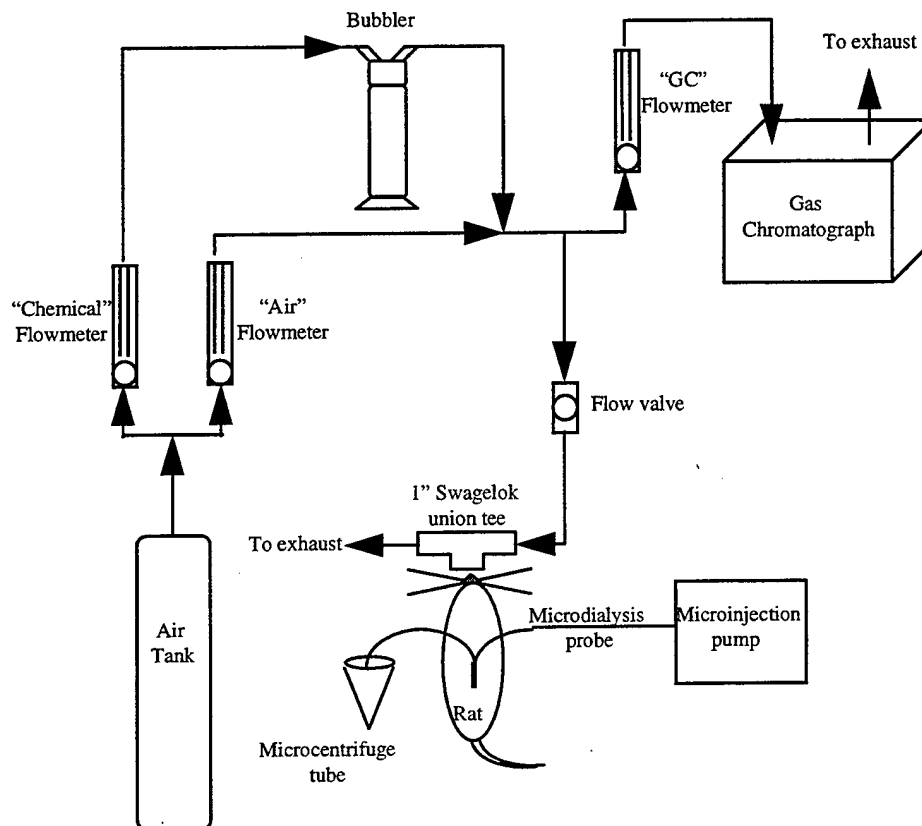 Bubbler
To exhaust
“GC”
Flowmeter
Gas
Chromatograph
“Chemical”
Flowmeter
“Air”
Flowmeter
Flow valve
1” Swagelok
union tee
To exhaust
Air
Tank
Microdialysis
probe
Microinjection
pump
Rat
Microcentrifuge
tube